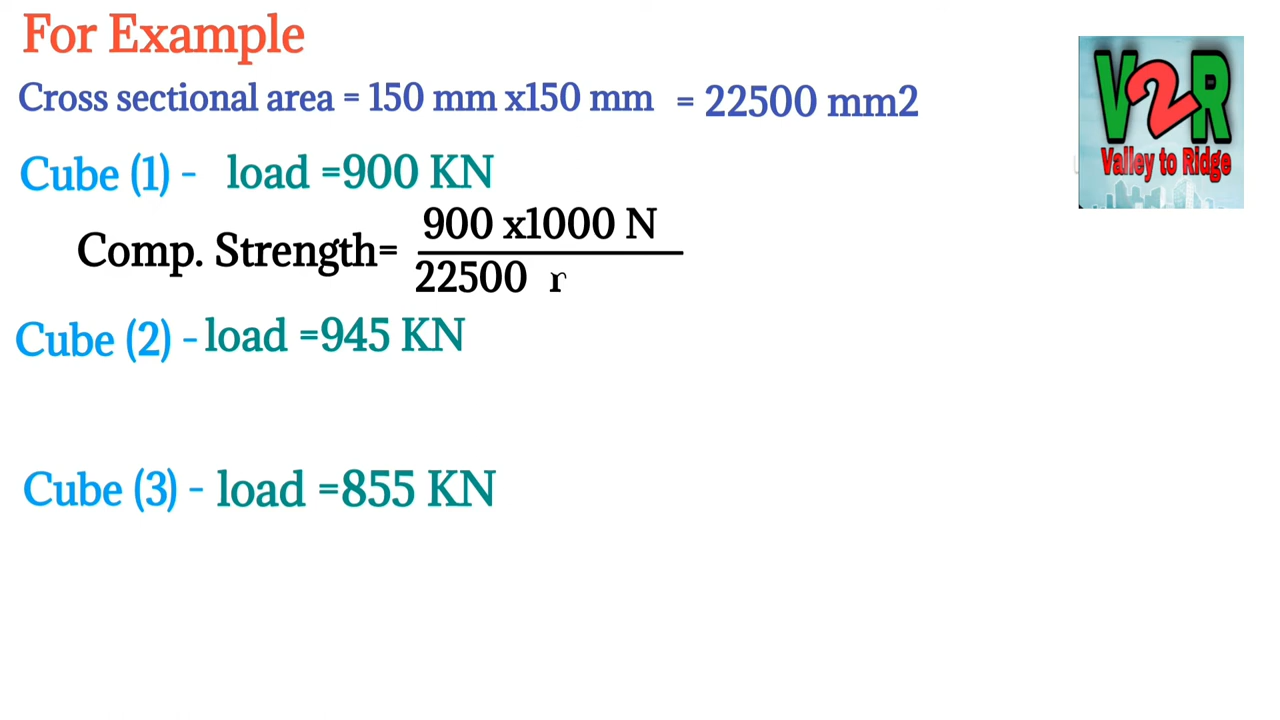 For Example
Cross sectional area = 150 mm x150 mm = 22500 mm2
Cube (1) - load =900 KN
900 x1000 N
Comp. Strength=
22500 r
Cube (2) - load =945 KN
Cube (3) - load =855 KN
V2R
Valley to Ridge